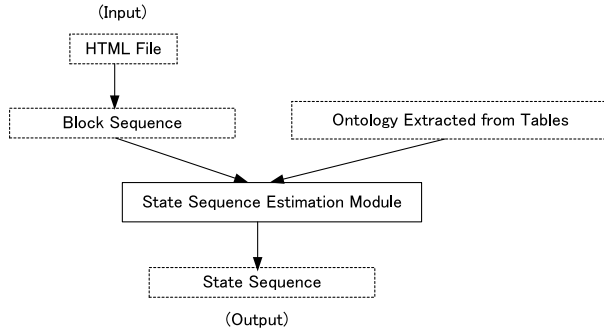 (Input)
HTML File
Block Sequence
Ontology Extracted from Tables
State Sequence Estimation Module
State Sequence
(Output)